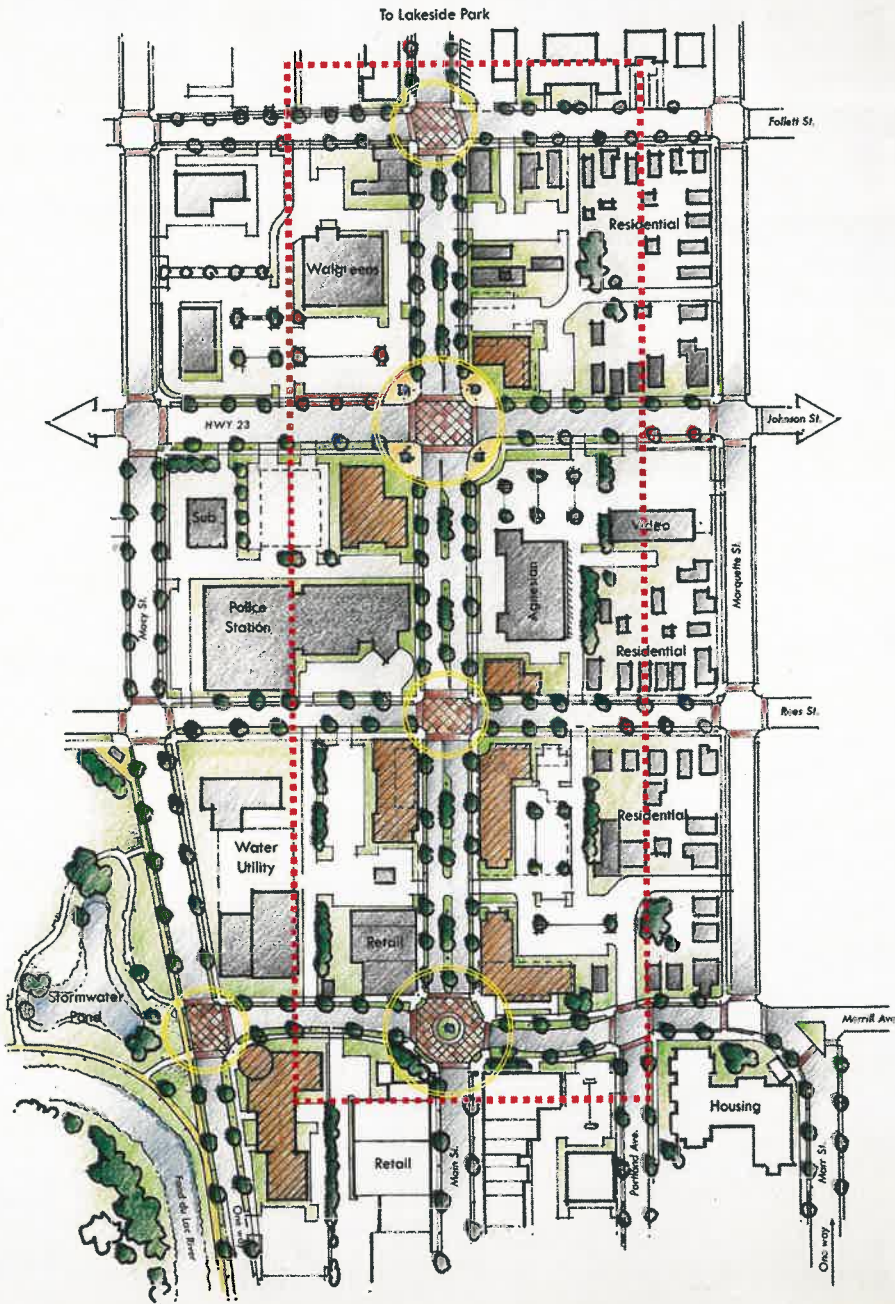 To Lakeside Park
Follett St.
Residential
Walgreens
HWY 23
Johnson St.
Sub
Video
Agnesian
Marquette St.
Macy St.
Police
Station
Residential
Rees St.
Residential
Water
Utility
Retail
Stormwater
Pond
Merrill Ave
Housing
Retail
Main St.
Portland Ave.
Marr St.
Fond du Lac River
One way
One way